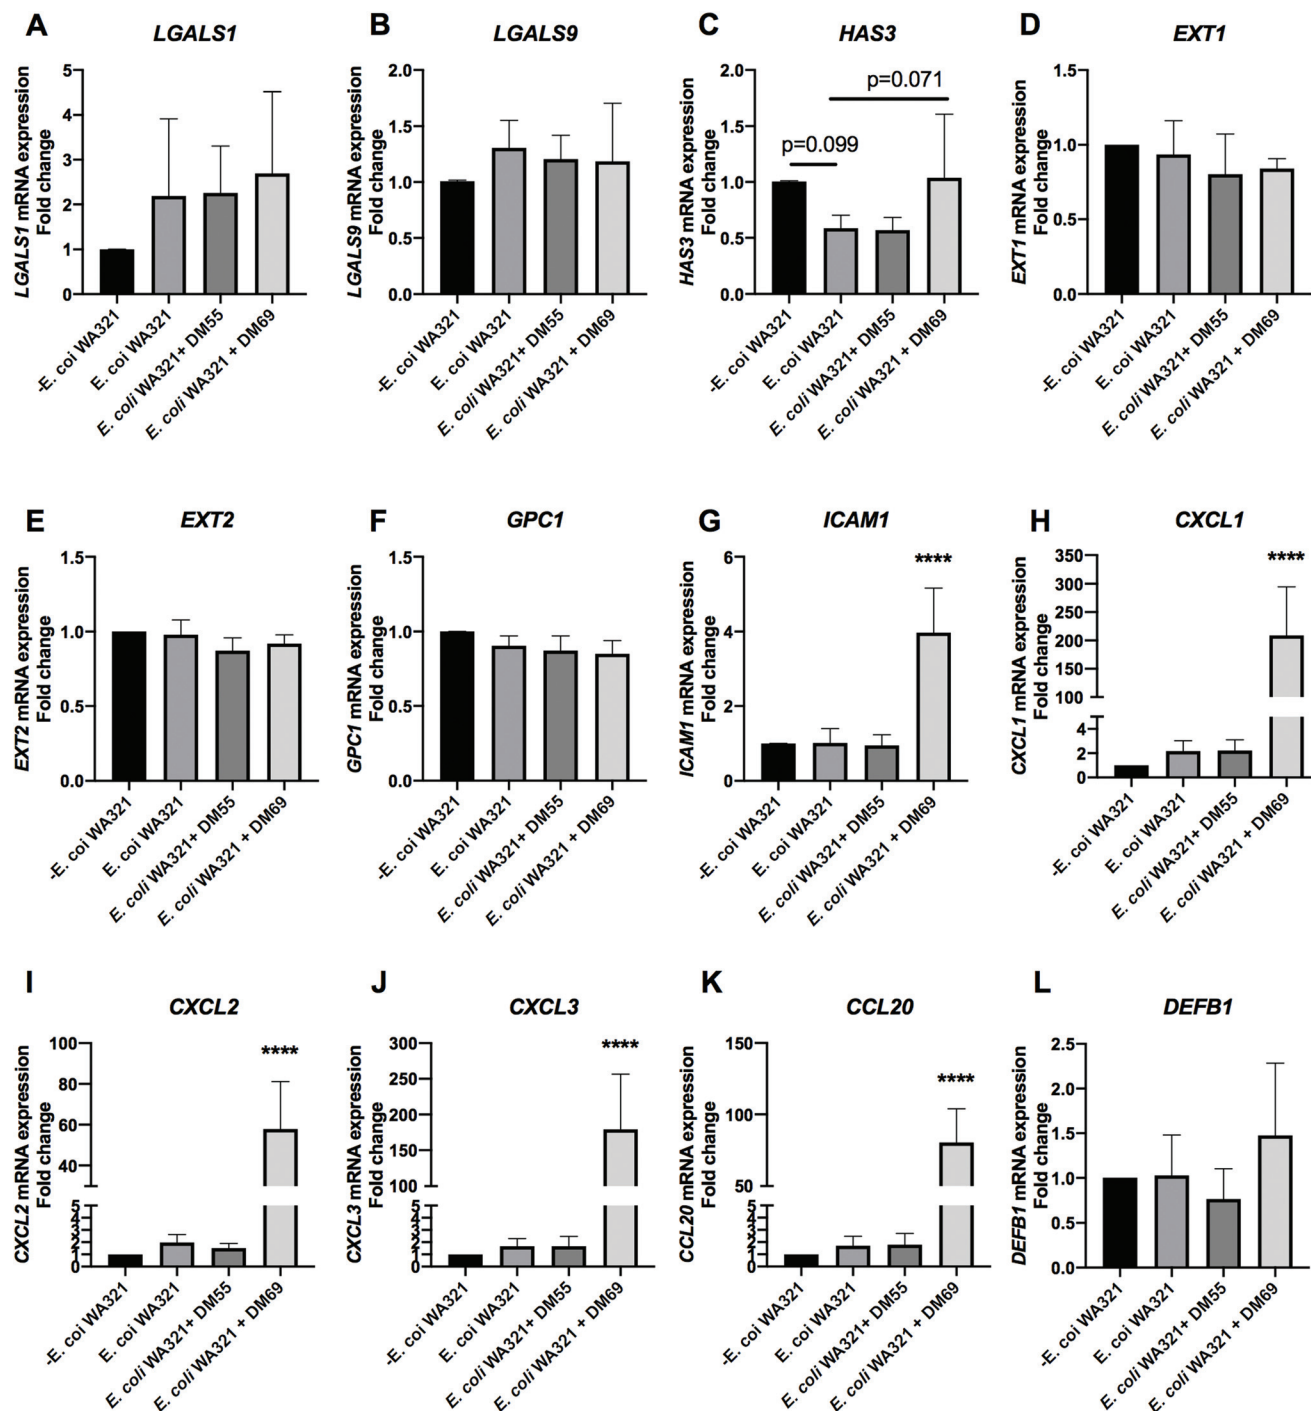 A
LGALS1
LGALS1 mRNA expression
Fold change
5
4
3
2
1
0
-E. coi WA321
E. coi WA321
E. coli WA321+ DM55
E. coli WA321 + DM69
B
LGALS9
LGALS9 mRNA expression
Fold change
2.0
1.5
1.0
0.5
0.0
-E. coi WA321
E. coi WA321
E. coli WA321+ DM55
E. coli WA321 + DM69
C
HAS3
HAS3 mRNA expression
Fold change
2.0
1.5
1.0
0.5
0.0
p=0.071
p=0.099
-E. coi WA321
E. coi WA321
E. coli WA321+ DM55
E. coli WA321 + DM69
D
EXT1
EXT1 mRNA expression
Fold change
1.5
1.0
0.5
0.0
-E. coi WA321
E. coi WA321
E. coli WA321+ DM55
E. coli WA321 + DM69
E
EXT2
EXT2 mRNA expression
Fold change
1.5
1.0
0.5
0.0
-E. coi WA321
E. coi WA321
E. coli WA321+ DM55
E. coli WA321 + DM69
F
GPC1
GPC1 mRNA expression
Fold change
1.5
1.0
0.5
0.0
-E. coi WA321
E. coi WA321
E. coli WA321+ DM55
E. coli WA321 + DM69
G
ICAM1
ICAM1 mRNA expression
Fold change
6
4
2
0
****
-E. coi WA321
E. coi WA321
E. coli WA321+ DM55
E. coli WA321 + DM69
H
CXCL1
CXCL1 mRNA expression
Fold change
350
300
250
200
150
100
4
2
0
****
-E. coi WA321
E. coi WA321
E. coli WA321+ DM55
E. coli WA321 + DM69
I
CXCL2
CXCL2 mRNA expression
Fold change
100
80
60
40
5
4
3
2
1
0
****
-E. coi WA321
E. coi WA321
E. coli WA321+ DM55
E. coli WA321 + DM69
J
CXCL3
CXCL3 mRNA expression
Fold change
300
250
200
150
100
5
4
3
2
1
0
****
-E. coi WA321
E. coi WA321
E. coli WA321+ DM55
E. coli WA321 + DM69
K
CCL20
CCL20 mRNA expression
Fold change
150
100
50
5
4
3
2
1
0
****
-E. coi WA321
E. coi WA321
E. coli WA321+ DM55
E. coli WA321 + DM69
L
DEFB1
DEFB1 mRNA expression
Fold change
2.5
2.0
1.5
1.0
0.5
0.0
-E. coi WA321
E. coi WA321
E. coli WA321+ DM55
E. coli WA321 + DM69